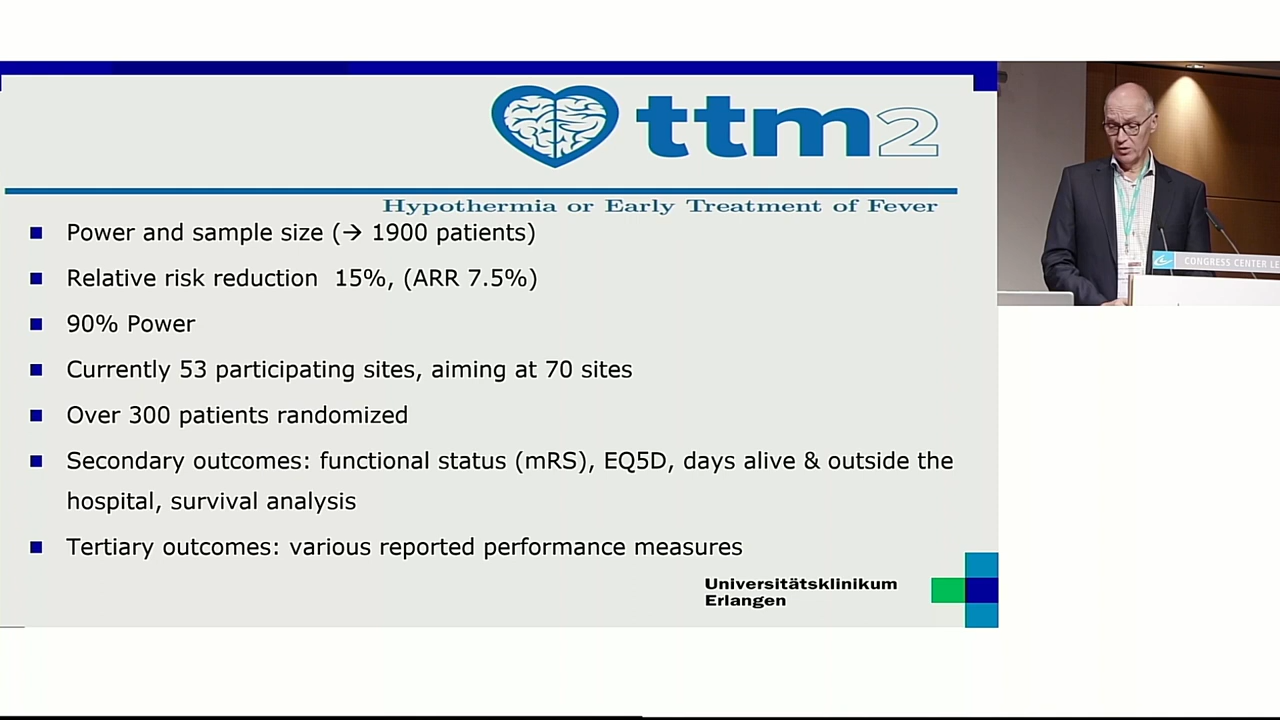 ttm2
Hypothermia or Early Treatment of Fever
Power and sample size (→ 1900 patients)
Relative risk reduction 15%, (ARR 7.5%)
90% Power
Currently 53 participating sites, aiming at 70 sites
Over 300 patients randomized
Secondary outcomes: functional status (mRS), EQ5D, days alive & outside the
hospital, survival analysis
Tertiary outcomes: various reported performance measures
Universitätsklinikum
Erlangen
CONGRESS CENTER LE